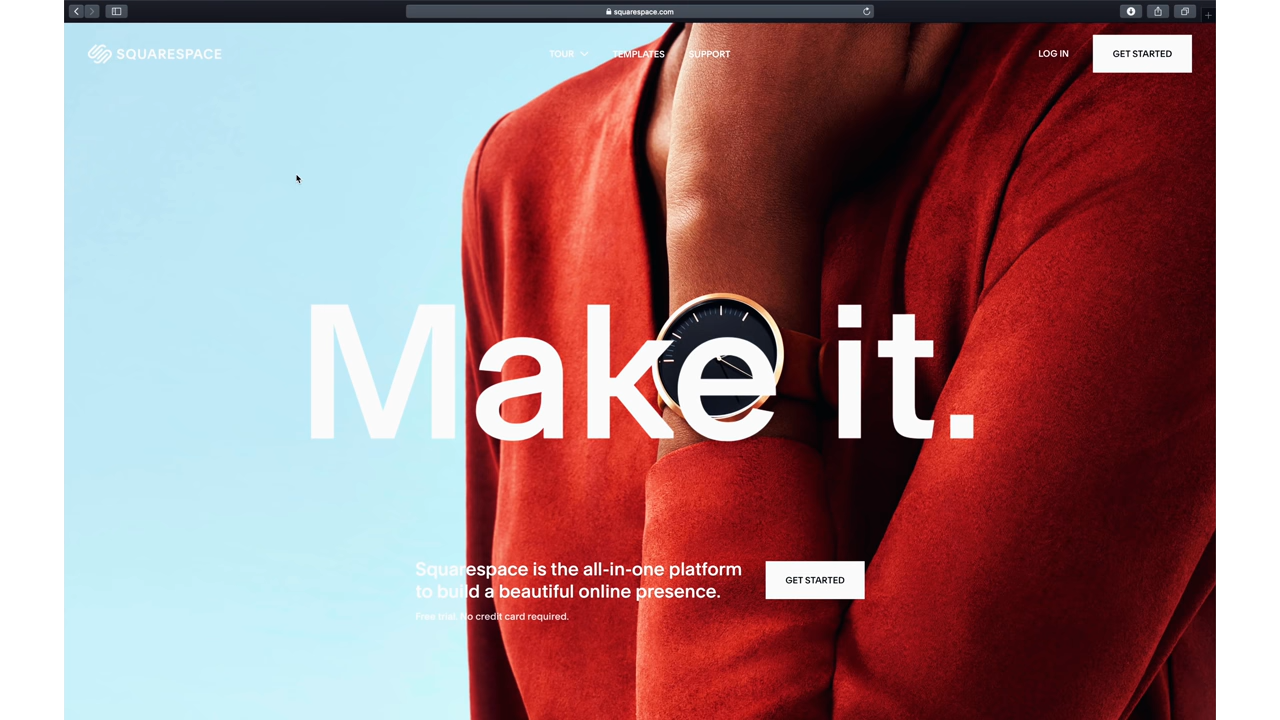 squarespace.com
SQUARESPACE
TOUR
TEMPLATES
SUPPORT
LOG IN
GET STARTED
Make it.
Squarespace is the all-in-one platform
to build a beautiful online presence.
GET STARTED
Free trial. No credit card required.